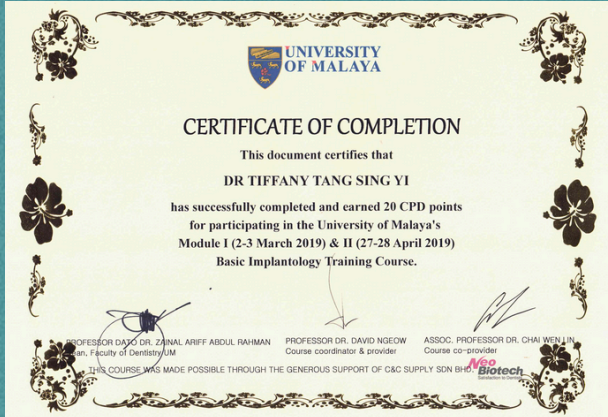 UNIVERSITY
OF MALAYA
CERTIFICATE OF COMPLETION
This document certifies that
DR TIFFANY TANG SING YI
has successfully completed and earned 20 CPD points
for participating in the University of Malaya's
Module I (2-3 March 2019) & II (27-28 April 2019)
Basic Implantology Training Course.
PROFESSOR DATO DR. ZAINAL ARIFF ABDUL RAHMAN
Dean, Faculty of Dentistry UM
PROFESSOR DR. DAVID NGEOW
Course coordinator & provider
ASSOC. PROFESSOR DR. CHAI WEN LIN
Course co-provider
THIS COURSE WAS MADE POSSIBLE THROUGH THE GENEROUS SUPPORT OF C&C SUPPLY SDN BHD.
Neo
Biotech